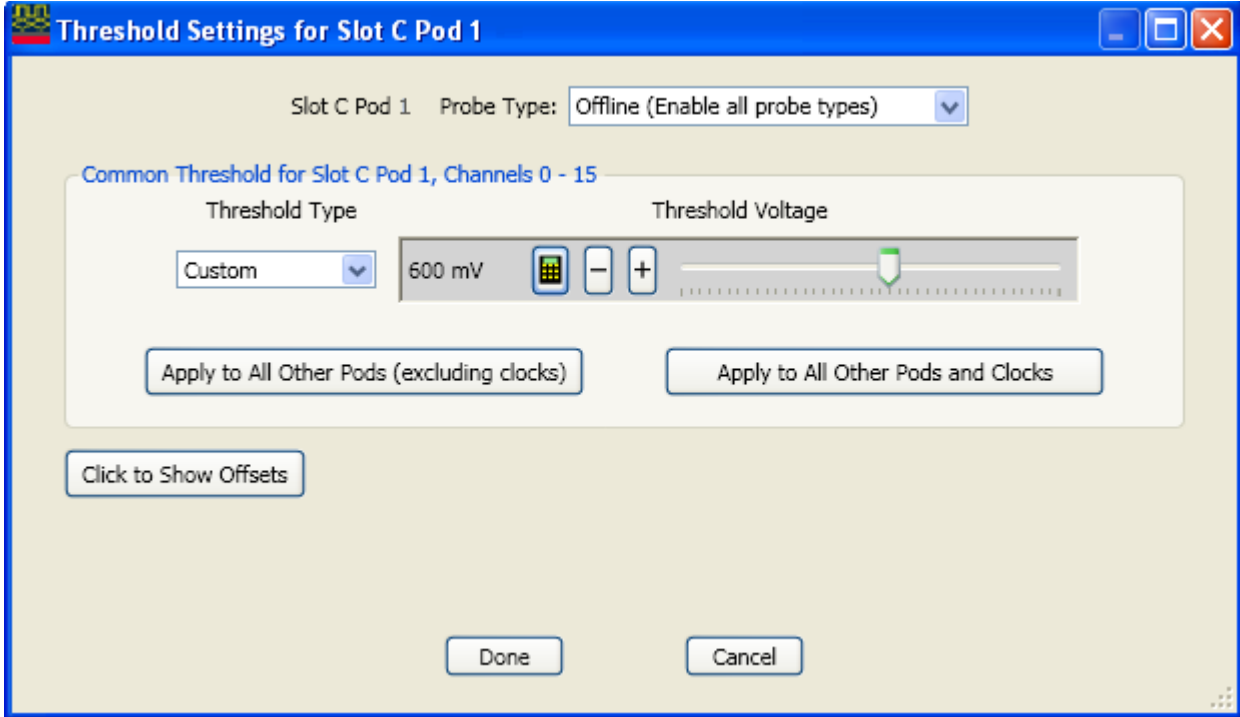 Threshold Settings for Slot C Pod 1
Slot C Pod 1 Probe Type: Offline (Enable all probe types)
Common Threshold for Slot C Pod 1, Channels 0 - 15
Threshold Type Threshold Voltage
Custom 600 mV − +
Apply to All Other Pods (excluding clocks) Apply to All Other Pods and Clocks
Click to Show Offsets
Done Cancel